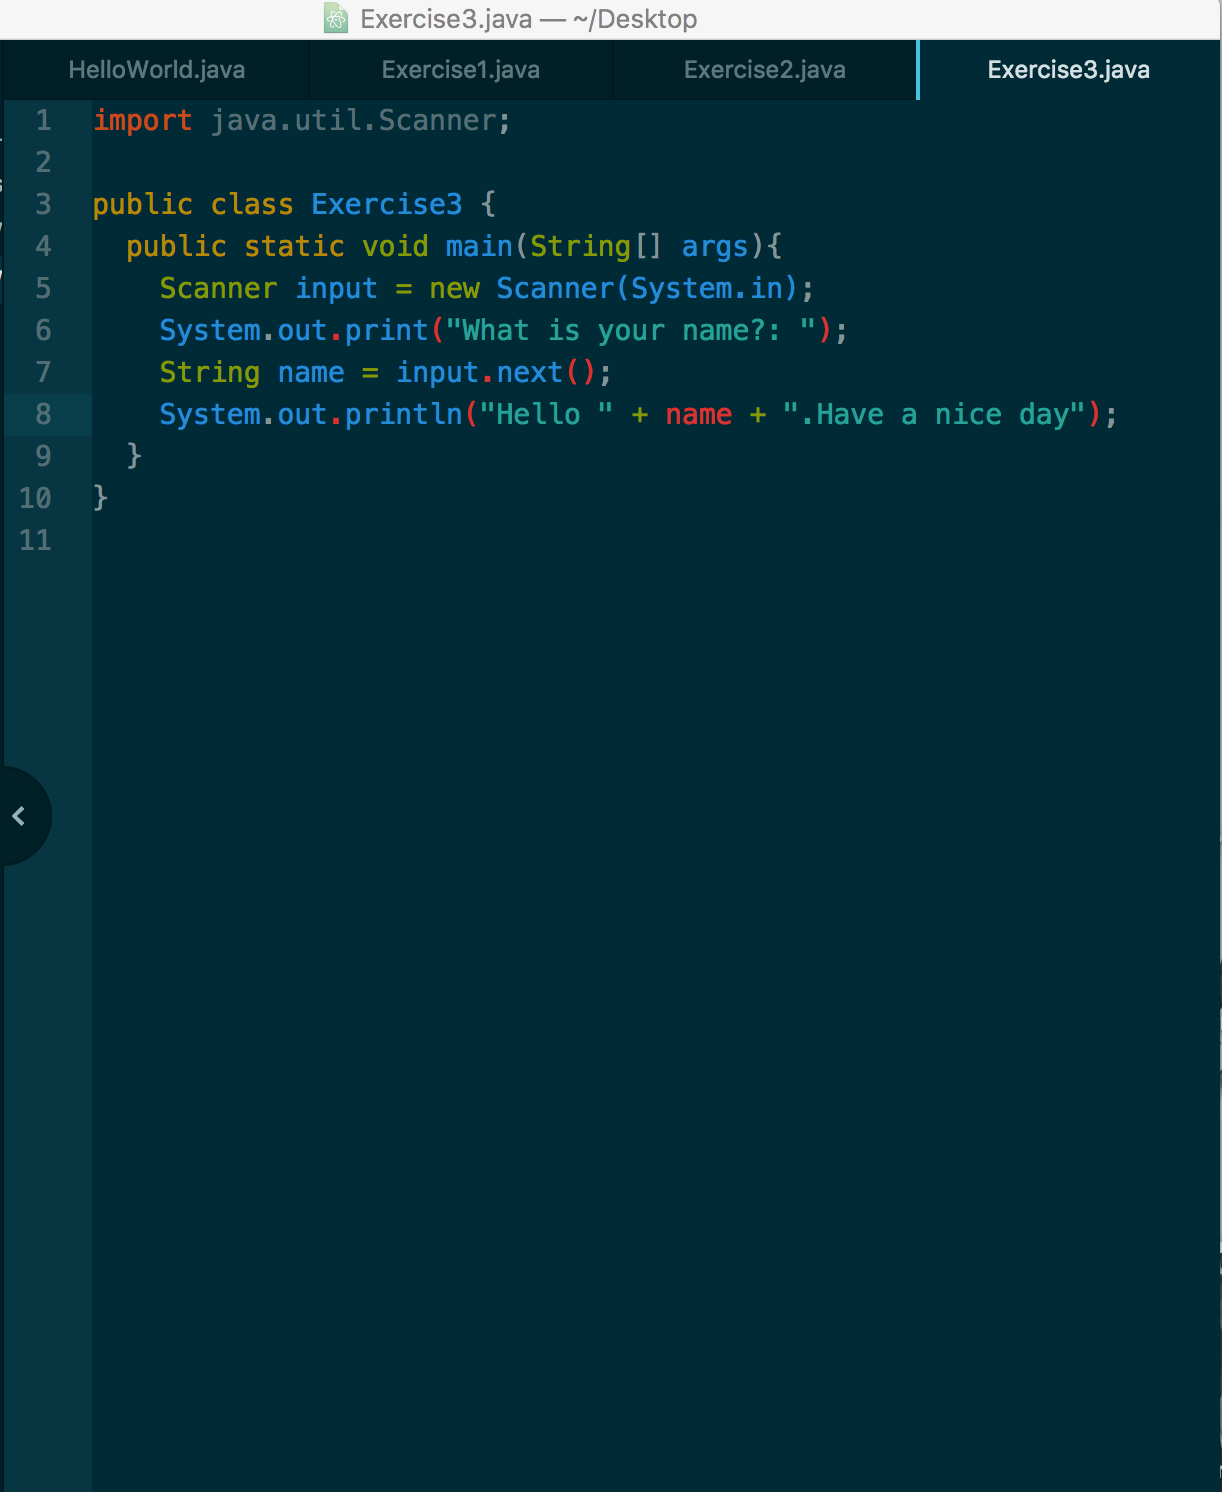 Exercise3.java — ~/Desktop
HelloWorld.java Exercise1.java Exercise2.java Exercise3.java
1 import java.util.Scanner;
2
3 public class Exercise3 {
4 public static void main(String[] args){
5 Scanner input = new Scanner(System.in);
6 System.out.print("What is your name?: ");
7 String name = input.next();
8 System.out.println("Hello " + name + ".Have a nice day");
9 }
10 }
11